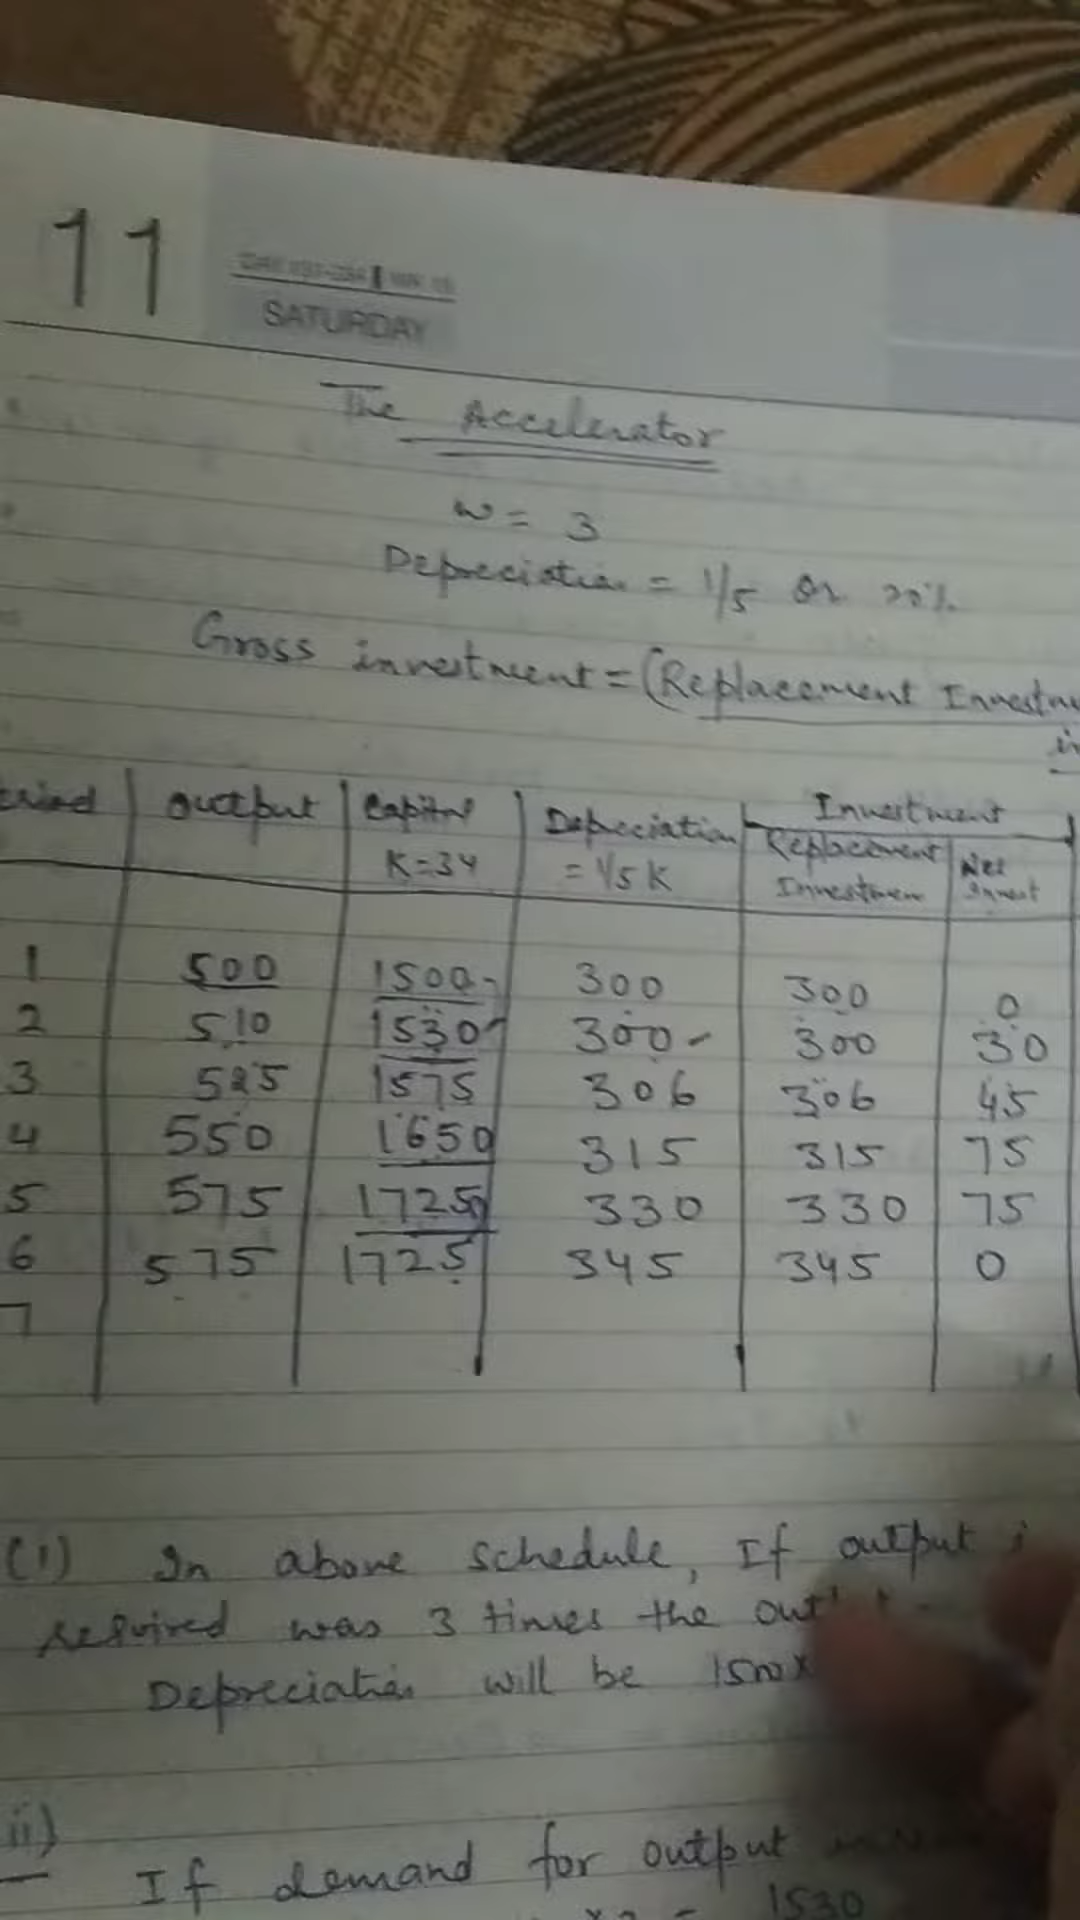 11
SATURDAY
The Accelerator
w = 3
Depreciation = 1/5 or 20%
Gross investment = (Replacement
output Capital Depreciation Investment
K=3Y = 1/5 K Replacement Net
Investmen Invest
1 500 1500 300 300 0
2 510 1530 300 300 30
3 525 1575 306 306 45
4 550 1650 315 315 75
5 575 1725 330 330 75
6 575 1725 345 345 0
7
(1) In above schedule, If output
required was 3 times the
Depreciation will be 1500x
ii)
If demand for output
1530